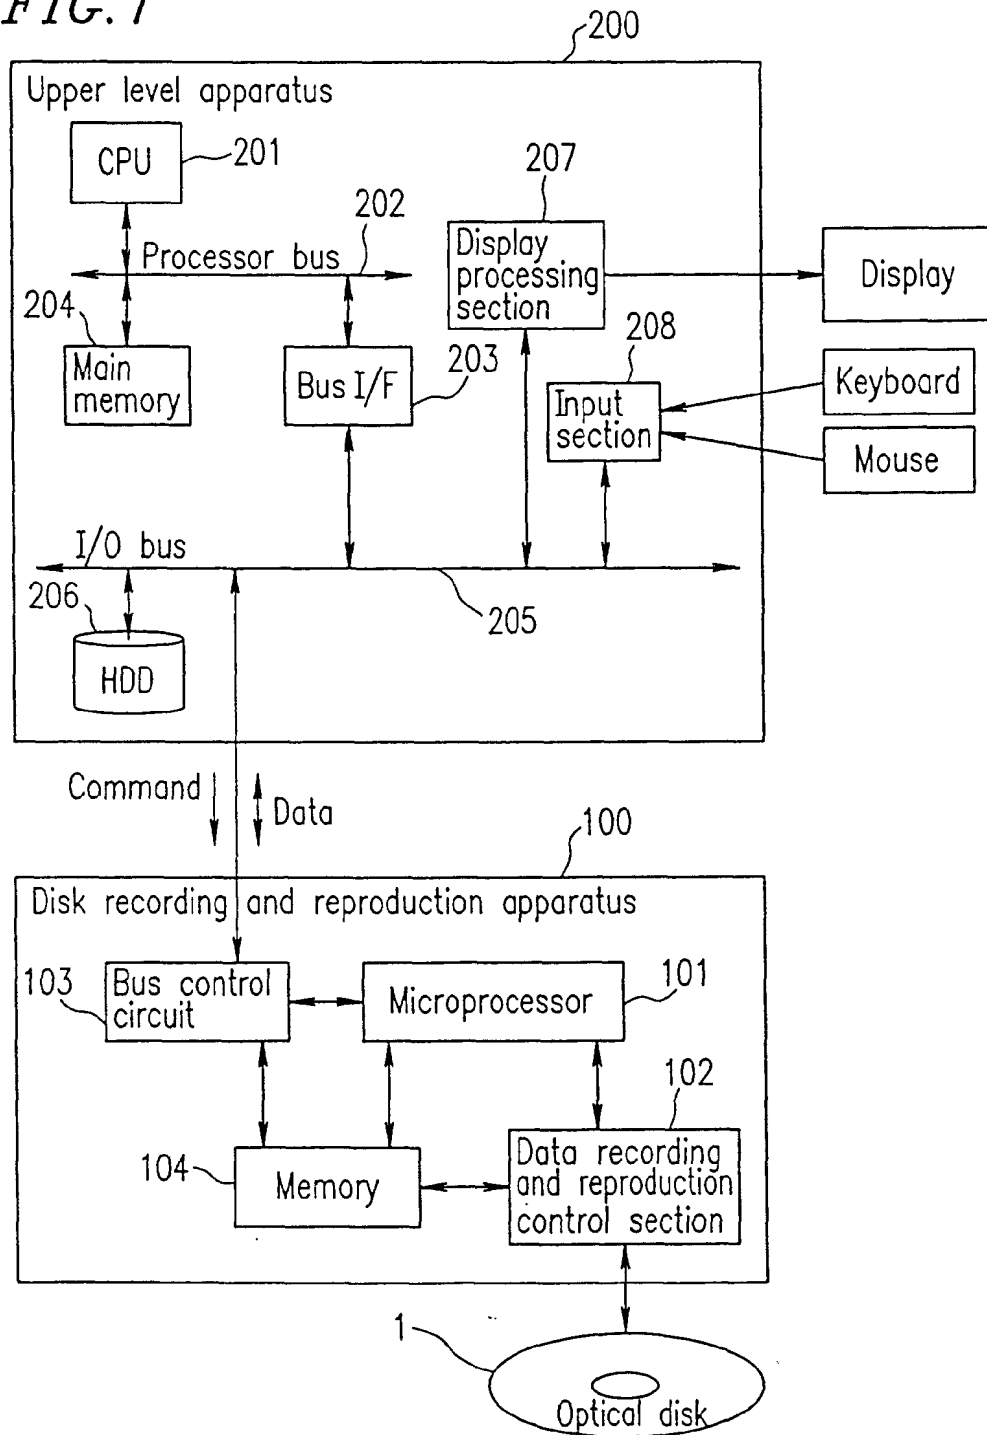 FIG. 7
200
Upper level apparatus
CPU
201
207
202
Processor bus
Display
processing
section
Display
204
208
Main
memory
Bus I/F
203
Input
section
Keyboard
Mouse
I/O bus
206
205
HDD
Command
Data
100
Disk recording and reproduction apparatus
103
Bus control
circuit
Microprocessor
101
102
104
Memory
Data recording
and reproduction
control section
1
Optical disk